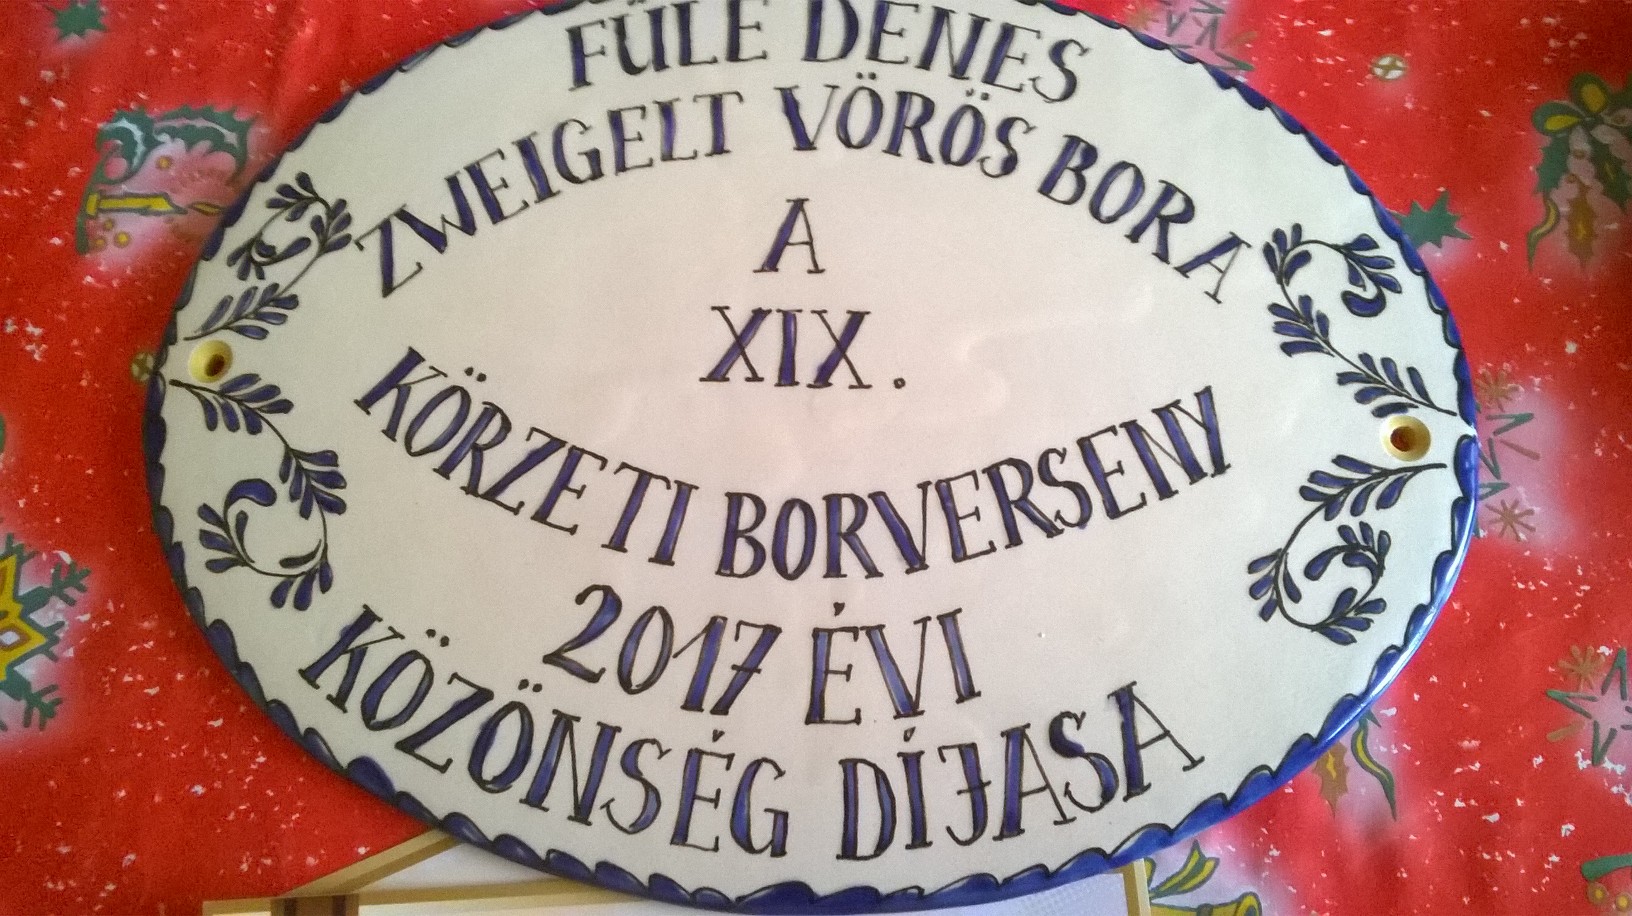 FÜLE DÉNES
ZWEIGELT VÖRÖS BORA
A
XIX.
KÖRZETI BORVERSENY
2017 ÉVI
KÖZÖNSÉG DÍJASA